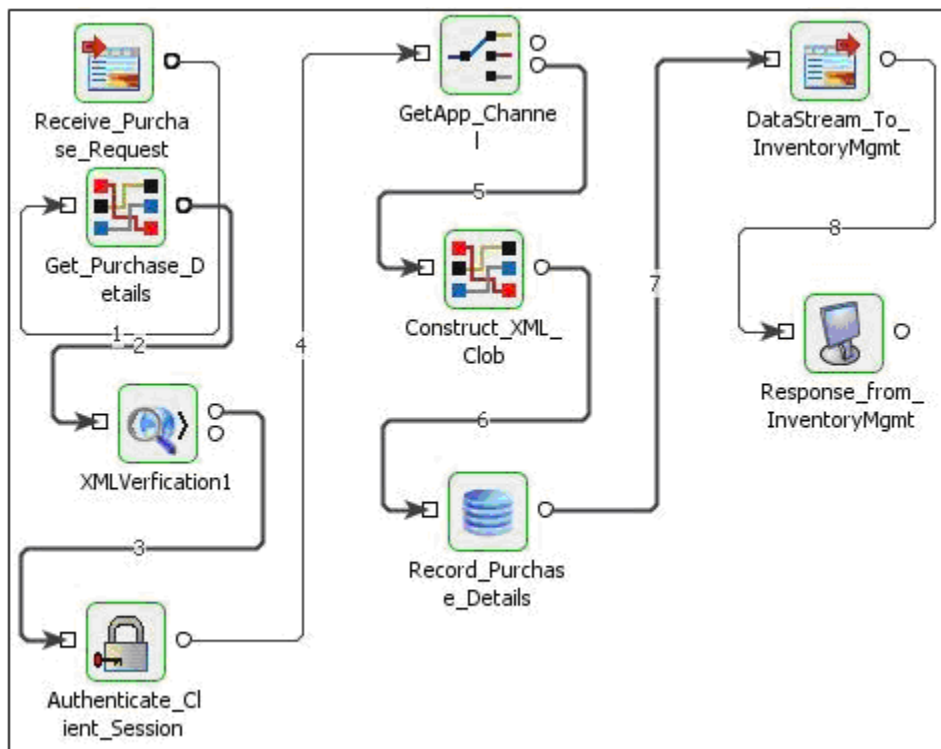 Receive_Purcha
se_Request
Get_Purchase_D
etails
1
2
XMLVerfication1
3
Authenticate_Cl
ient_Session
4
GetApp_Channe
l
5
Construct_XML_
Clob
6
Record_Purchas
e_Details
7
DataStream_To_
InventoryMgmt
8
Response_from_
InventoryMgmt